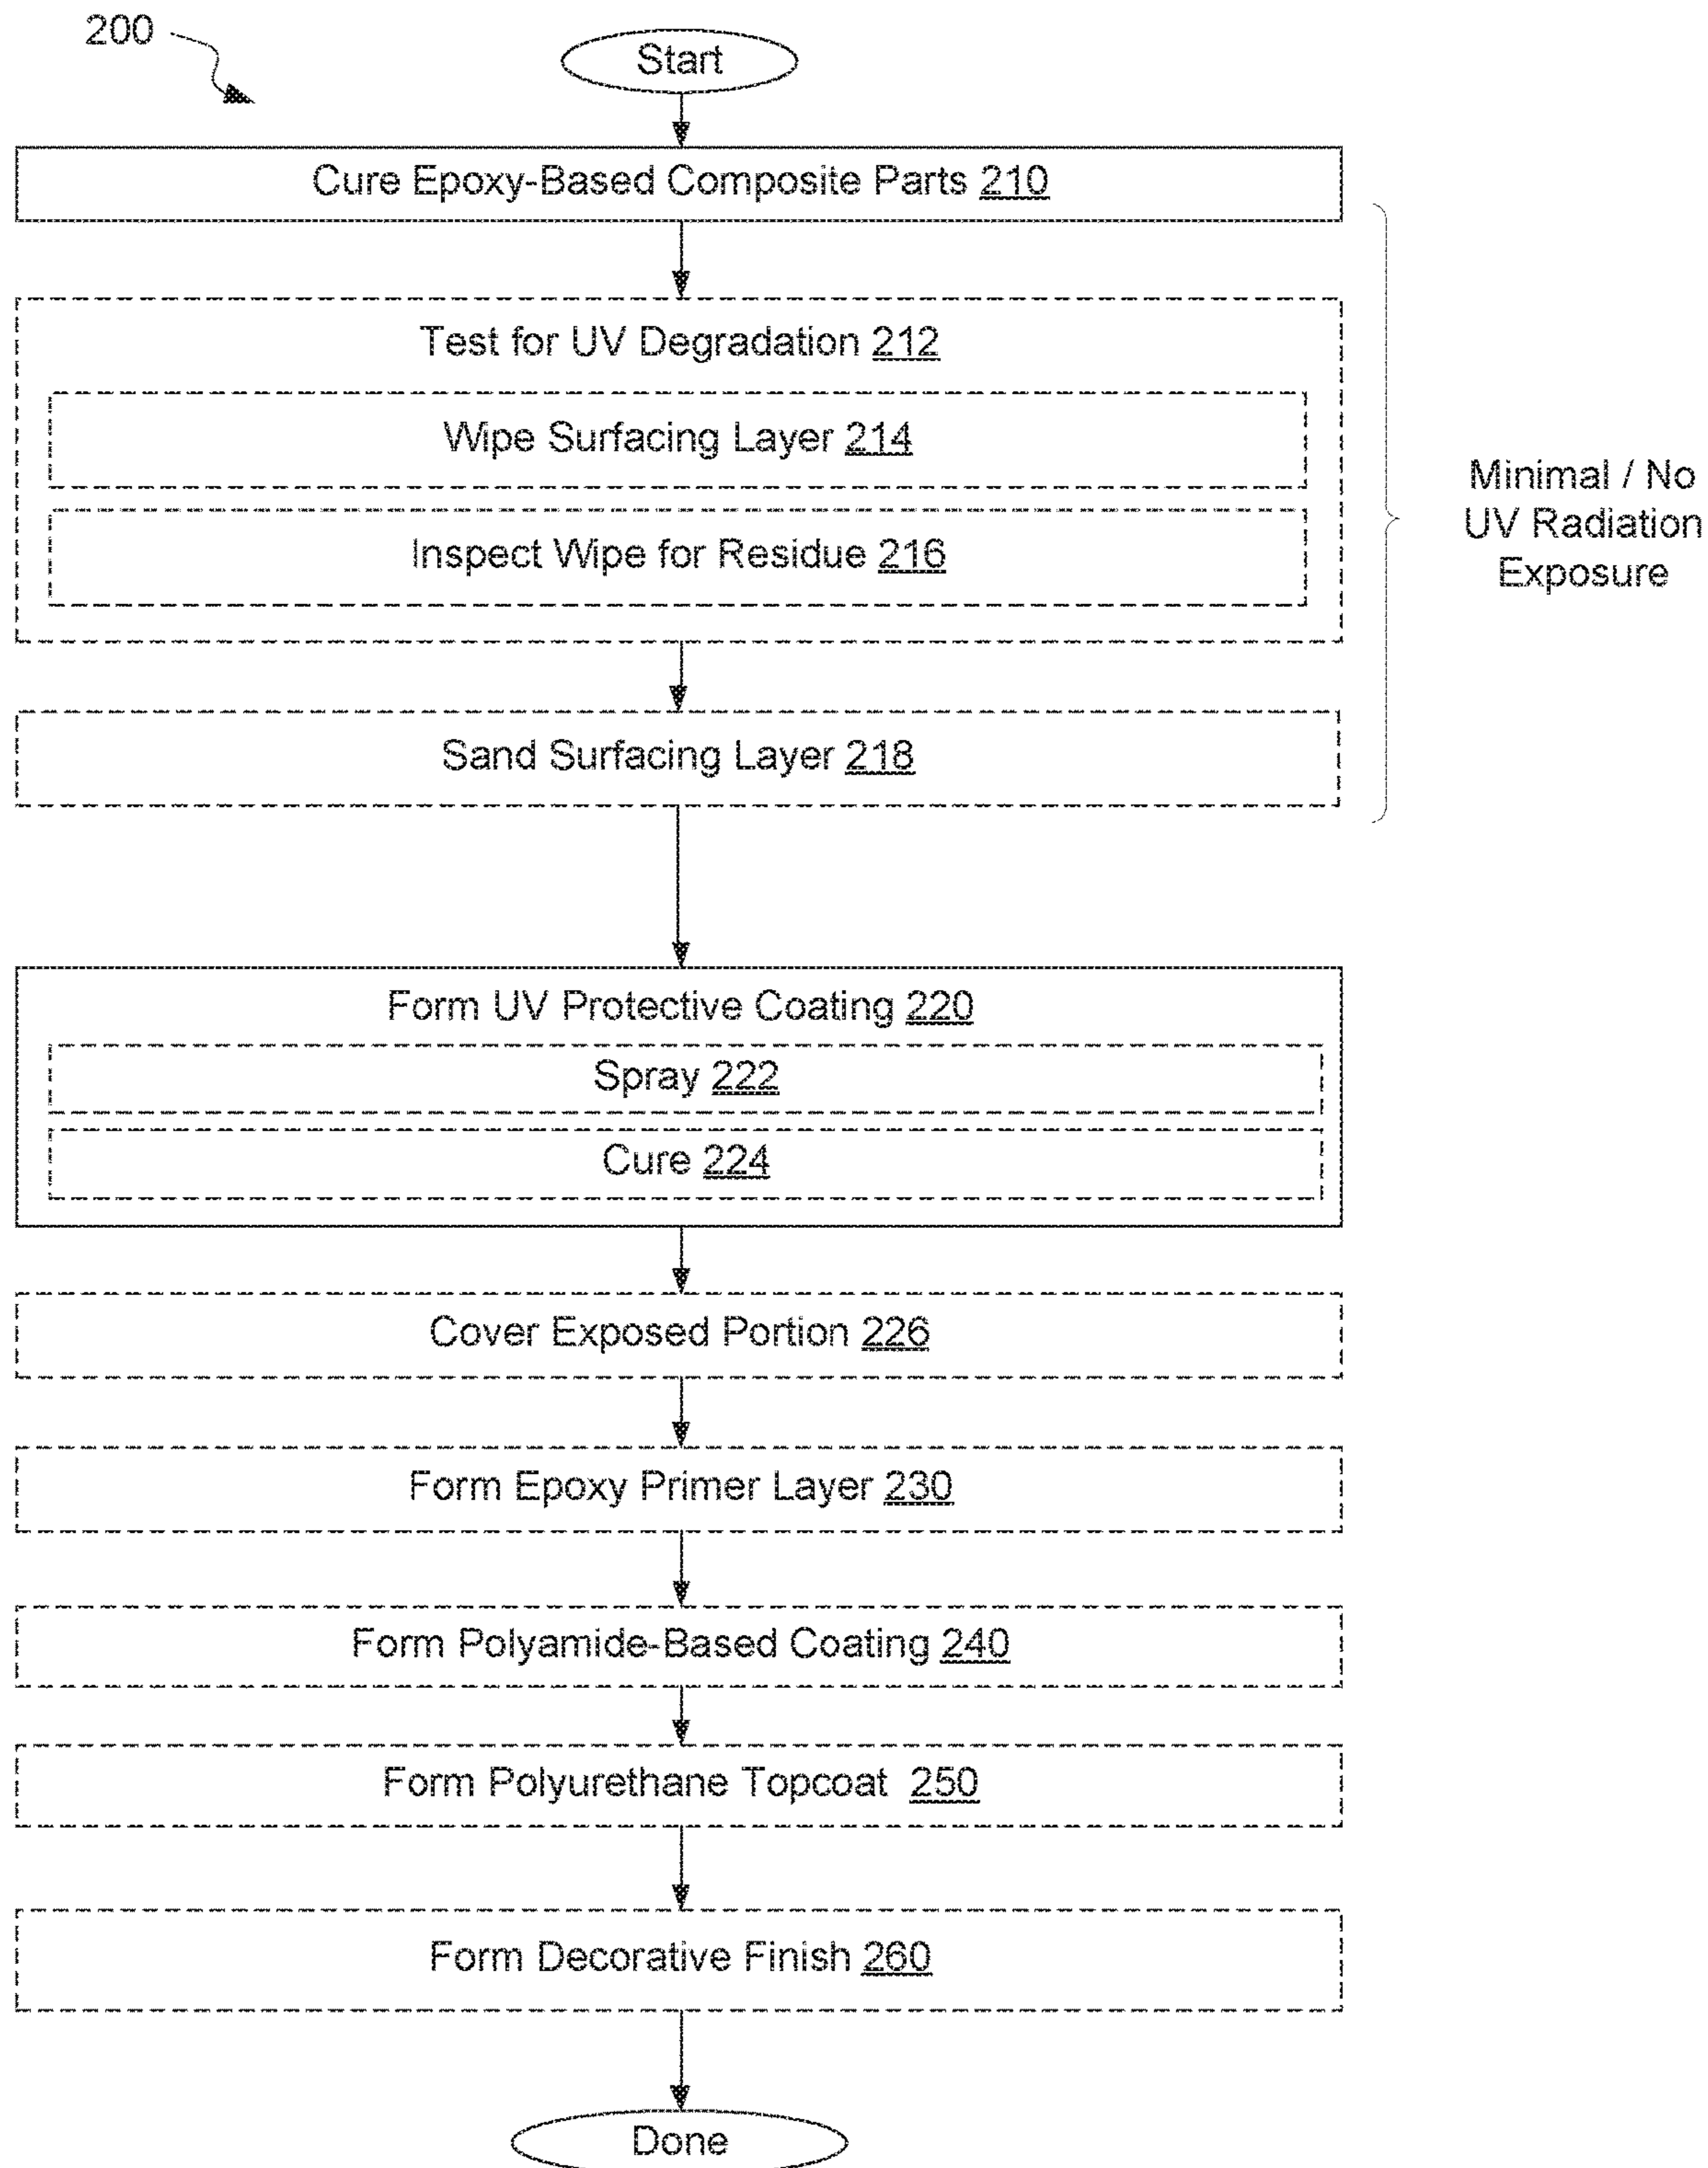 200
Start
Cure Epoxy-Based Composite Parts 210
Test for UV Degradation 212
Wipe Surfacing Layer 214
Inspect Wipe for Residue 216
Minimal / No
UV Radiation
Exposure
Sand Surfacing Layer 218
Form UV Protective Coating 220
Spray 222
Cure 224
Cover Exposed Portion 226
Form Epoxy Primer Layer 230
Form Polyamide-Based Coating 240
Form Polyurethane Topcoat 250
Form Decorative Finish 260
Done